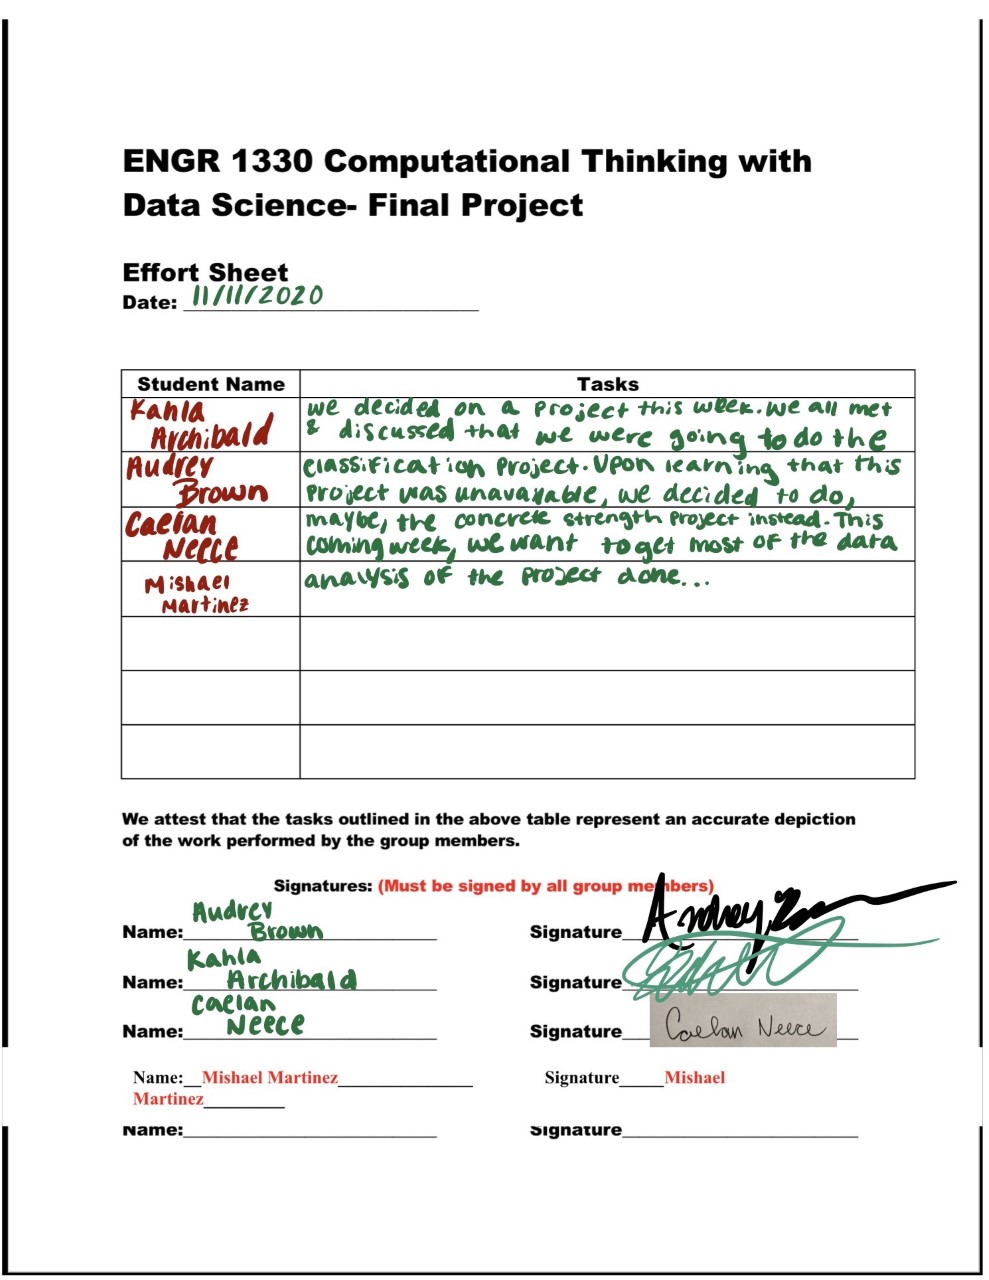 ENGR 1330 Computational Thinking with
Data Science- Final Project
Effort Sheet
Date: 11/11/2020
Student Name Tasks
Kahla
Archibald
we decided on a project this week. we all met
& discussed that we were going to do the
Audrey
Brown
classification project. Upon learning that this
project was unavayable, we decided to do,
Caelan
Neece
maybe, the concrete strength project instead. This
coming week, we want to get most of the data
Mishael
Martinez
analysis of the project done...
We attest that the tasks outlined in the above table represent an accurate depiction
of the work performed by the group members.
Signatures: (Must be signed by all group members)
Name: Audrey
Brown
Signature Audrey
Name: Kahla
Archibald
Signature
Name: Caelan
Neece
Signature Caelan Neece
Name: Mishael Martinez Signature Mishael
Martinez
Name: Signature